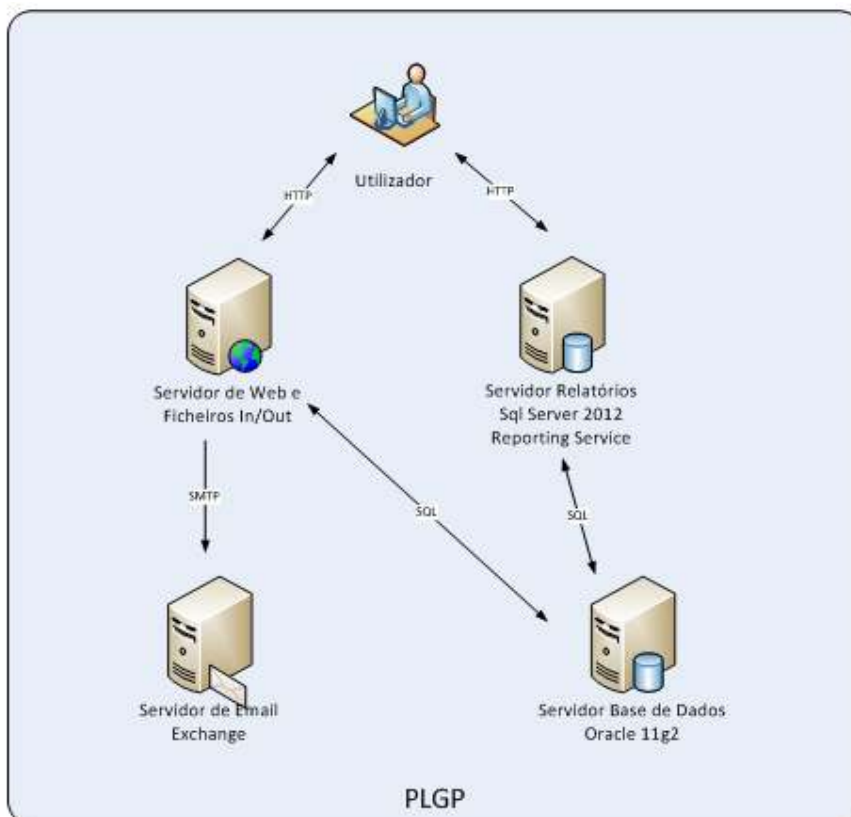 Utilizador
HTTP
HTTP
Servidor de Web e
Ficheiros In/Out
Servidor Relatórios
Sql Server 2012
Reporting Service
SMTP
SQL
SQL
Servidor de Email
Exchange
Servidor Base de Dados
Oracle 11g2
PLGP